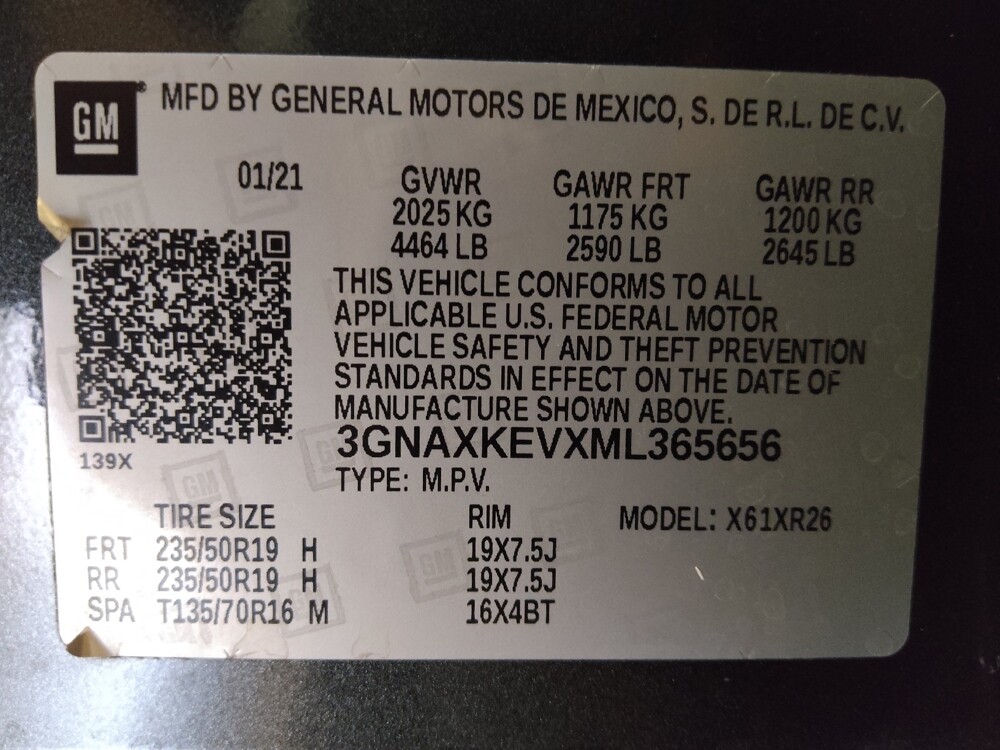 GM
MFD BY GENERAL MOTORS DE MEXICO, S. DE R.L. DE C.V.
01/21 GVWR GAWR FRT GAWR RR
2025 KG 1175 KG 1200 KG
4464 LB 2590 LB 2645 LB
THIS VEHICLE CONFORMS TO ALL
APPLICABLE U.S. FEDERAL MOTOR
VEHICLE SAFETY AND THEFT PREVENTION
STANDARDS IN EFFECT ON THE DATE OF
MANUFACTURE SHOWN ABOVE.
3GNAXKEVXML365656
139X
TYPE: M.P.V.
TIRE SIZE RIM MODEL: X61XR26
FRT 235/50R19 H 19X7.5J
RR 235/50R19 H 19X7.5J
SPA T135/70R16 M 16X4BT